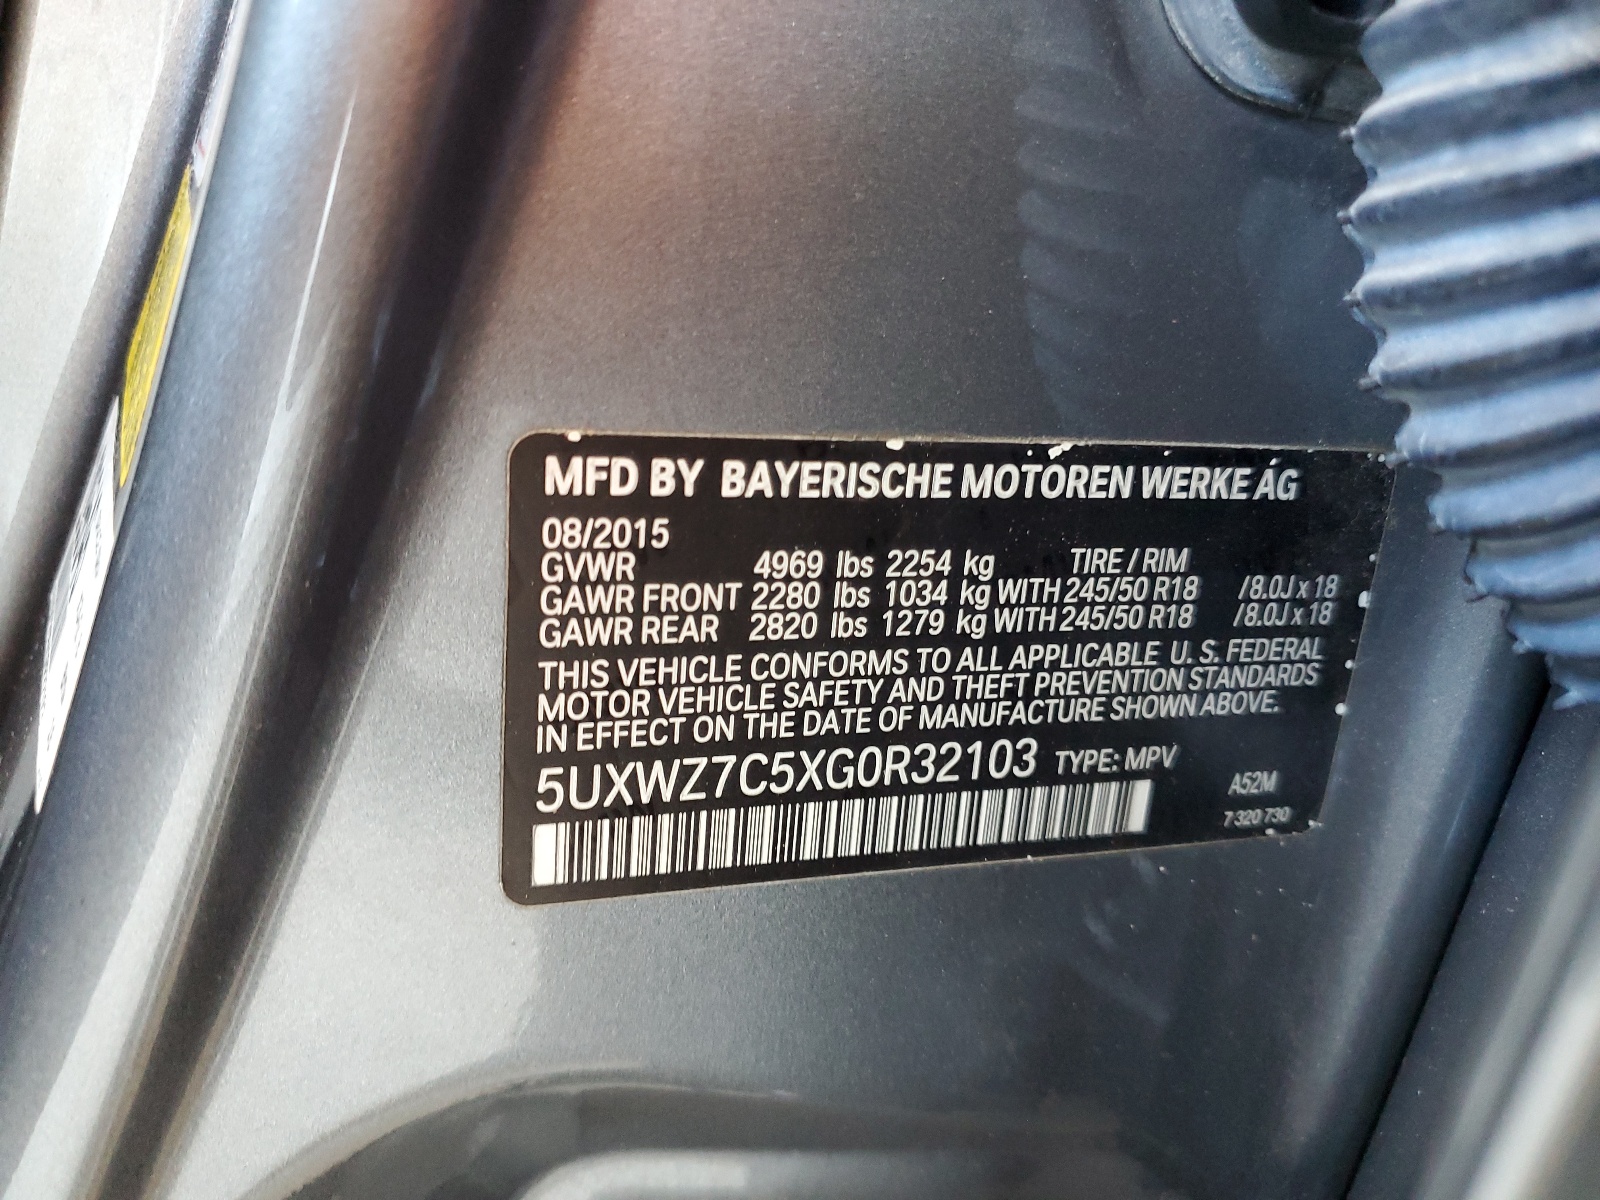 MFD BY BAYERISCHE MOTOREN WERKE AG
08/2015
GVWR 4969 lbs 2254 kg TIRE / RIM
GAWR FRONT 2280 lbs 1034 kg WITH 245/50 R18 /8.0J x 18
GAWR REAR 2820 lbs 1279 kg WITH 245/50 R18 /8.0J x 18
THIS VEHICLE CONFORMS TO ALL APPLICABLE U. S. FEDERAL
MOTOR VEHICLE SAFETY AND THEFT PREVENTION STANDARDS
IN EFFECT ON THE DATE OF MANUFACTURE SHOWN ABOVE.
5UXWZ7C5XG0R32103 TYPE: MPV
A52M
7 320 730